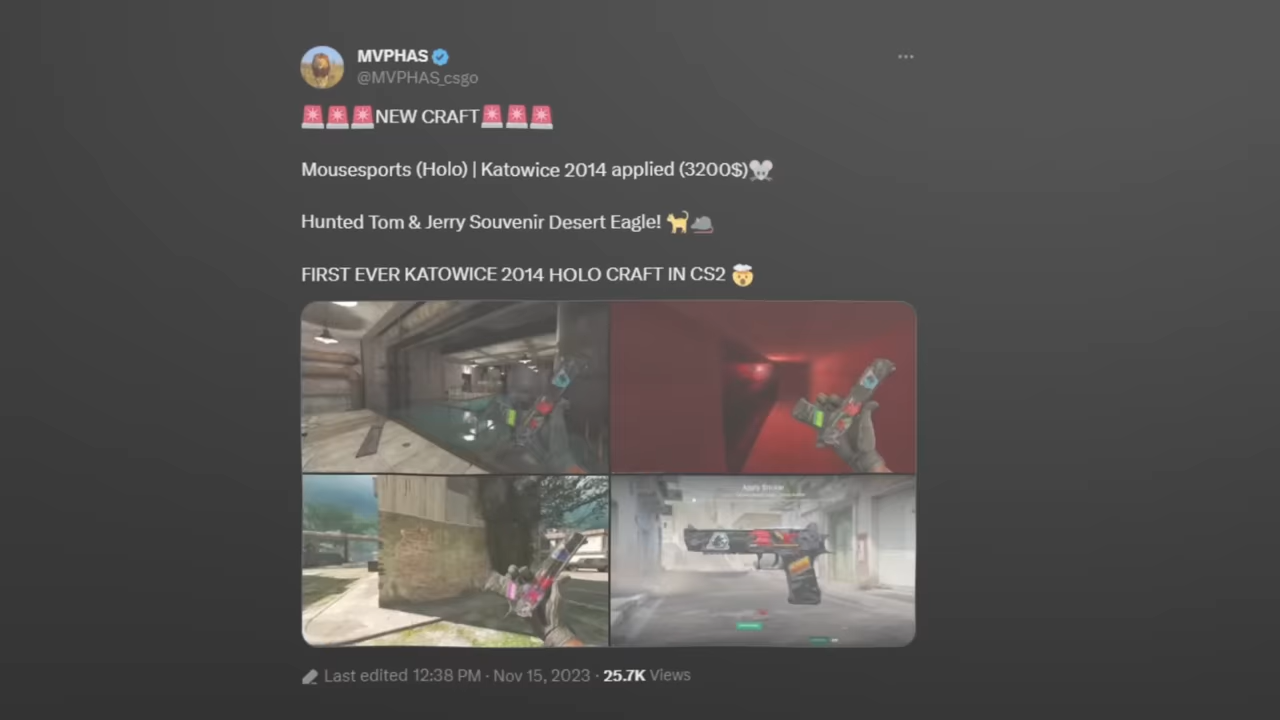 MVPHAS
@MVPHAS_csgo
🚨🚨🚨NEW CRAFT🚨🚨🚨
Mousesports (Holo) | Katowice 2014 applied (3200$)🐭
Hunted Tom & Jerry Souvenir Desert Eagle! 🐈🐀
FIRST EVER KATOWICE 2014 HOLO CRAFT IN CS2 🤯
Apply Sticker
Last edited 12:38 PM · Nov 15, 2023 · 25.7K Views